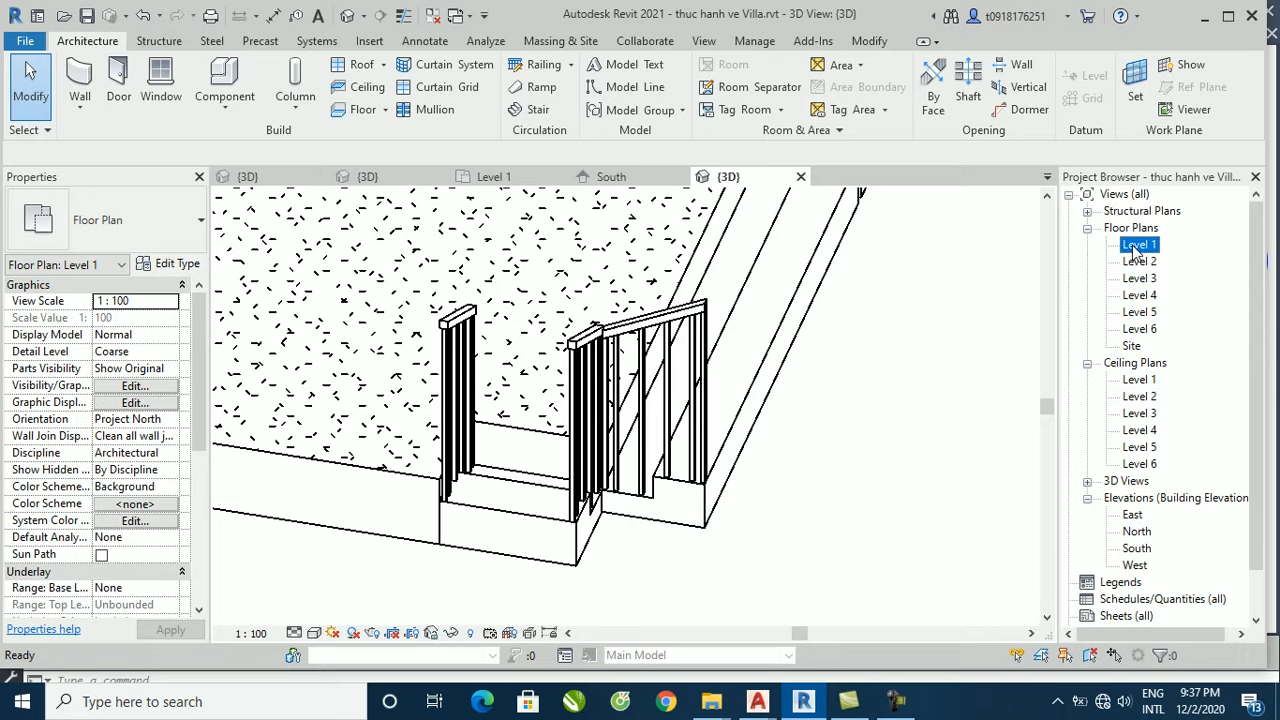 Autodesk Revit 2021 - thuc hanh ve Villa.rvt - 3D View: {3D}
t0918176251
File Architecture Structure Steel Precast Systems Insert Annotate Analyze Massing & Site Collaborate View Manage Add-Ins Modify
Modify
Select
Wall
Door
Window
Component
Column
Roof
Ceiling
Floor
Curtain System
Curtain Grid
Mullion
Build
Railing
Ramp
Stair
Circulation
Model Text
Model Line
Model Group
Model
Room
Room Separator
Tag Room
Area
Area Boundary
Tag Area
Room & Area
By Face
Shaft
Wall
Vertical
Dormer
Opening
Level
Grid
Datum
Set
Show
Ref Plane
Viewer
Work Plane
Properties
Floor Plan
Floor Plan: Level 1
Edit Type
Graphics
View Scale 1 : 100
Scale Value 1: 100
Display Model Normal
Detail Level Coarse
Parts Visibility Show Original
Visibility/Grap... Edit...
Graphic Displ... Edit...
Orientation Project North
Wall Join Disp... Clean all wall j...
Discipline Architectural
Show Hidden ... By Discipline
Color Scheme... Background
Color Scheme <none>
System Color ... Edit...
Default Analy... None
Sun Path
Underlay
Range: Base L... None
Range: Top Le... Unbounded
Properties help
Apply
{3D} {3D} Level 1 South {3D}
1 : 100
Project Browser - thuc hanh ve Villa....
Views (all)
Structural Plans
Floor Plans
Level 1
Level 2
Level 3
Level 4
Level 5
Level 6
Site
Ceiling Plans
Level 1
Level 2
Level 3
Level 4
Level 5
Level 6
3D Views
Elevations (Building Elevation
East
North
South
West
Legends
Schedules/Quantities (all)
Sheets (all)
Ready
:0
Main Model
:0
Type a command
Type here to search
ENG
INTL
9:37 PM
12/2/2020
13